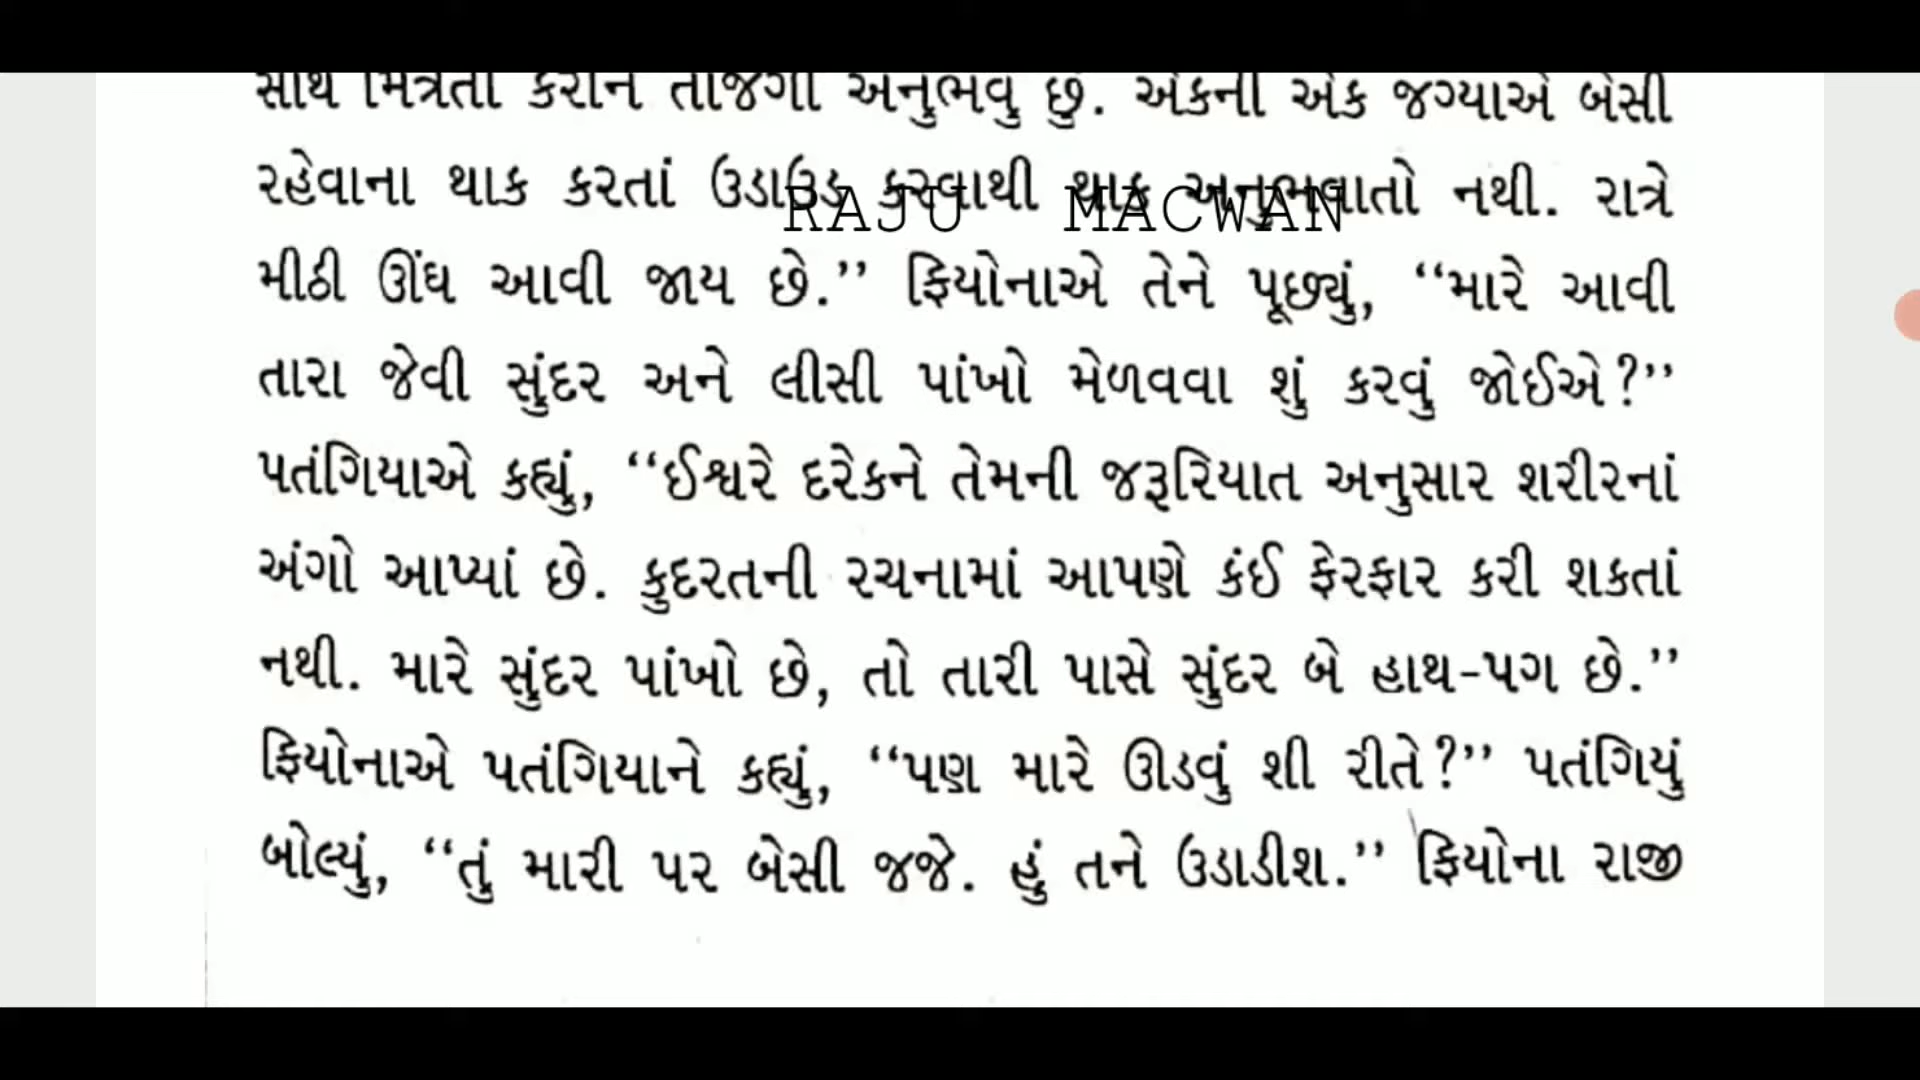 સાથે મિત્રતા કરીને તાજગી અનુભવું છું. એકની એક જગ્યાએ બેસી
રહેવાના થાક કરતાં ઉડાઉડ કરવાથી થાક અનુભવાતો નથી. રાત્રે
RAJU MACWAN
મીઠી ઊંઘ આવી જાય છે.’’ ફિયોનાએ તેને પૂછ્યું, ‘‘મારે આવી
તારા જેવી સુંદર અને લીસી પાંખો મેળવવા શું કરવું જોઈએ?’’
પતંગિયાએ કહ્યું, ‘‘ઈશ્વરે દરેકને તેમની જરૂરિયાત અનુસાર શરીરનાં
અંગો આપ્યાં છે. કુદરતની રચનામાં આપણે કંઈ ફેરફાર કરી શકતાં
નથી. મારે સુંદર પાંખો છે, તો તારી પાસે સુંદર બે હાથ-પગ છે.’’
ફિયોનાએ પતંગિયાને કહ્યું, ‘‘પણ મારે ઊડવું શી રીતે?’’ પતંગિયું
બોલ્યું, ‘‘તું મારી પર બેસી જજે. હું તને ઉડાડીશ.’’ ફિયોના રાજી